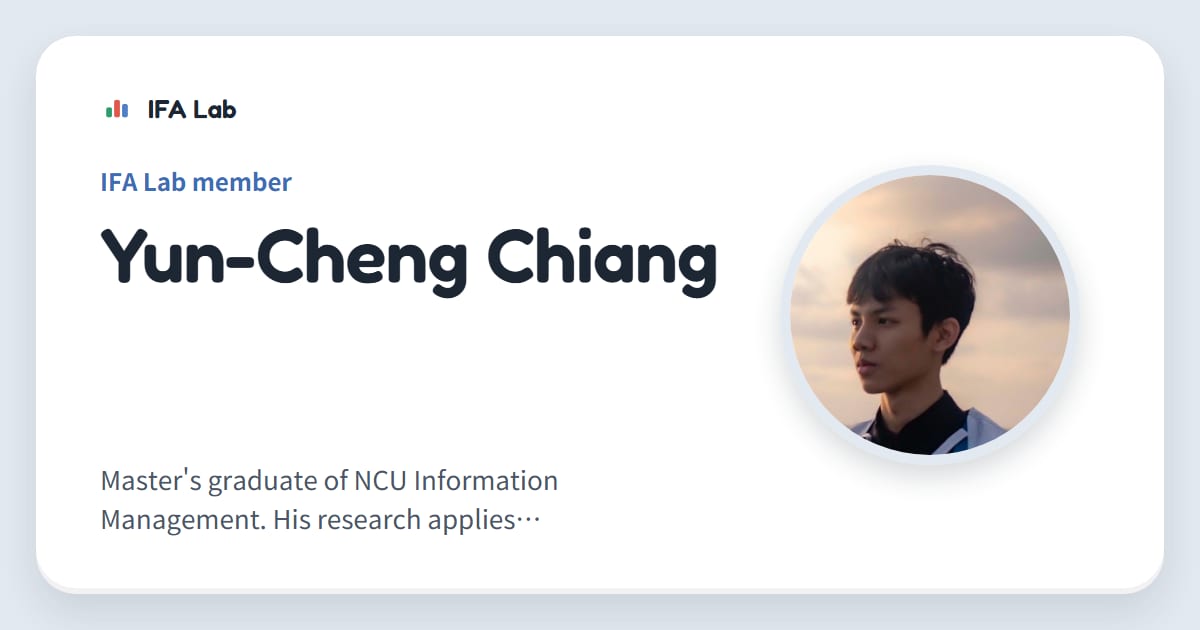 IFA Lab
IFA Lab member
Yun-Cheng Chiang
Master's graduate of NCU Information
Management. His research applies…